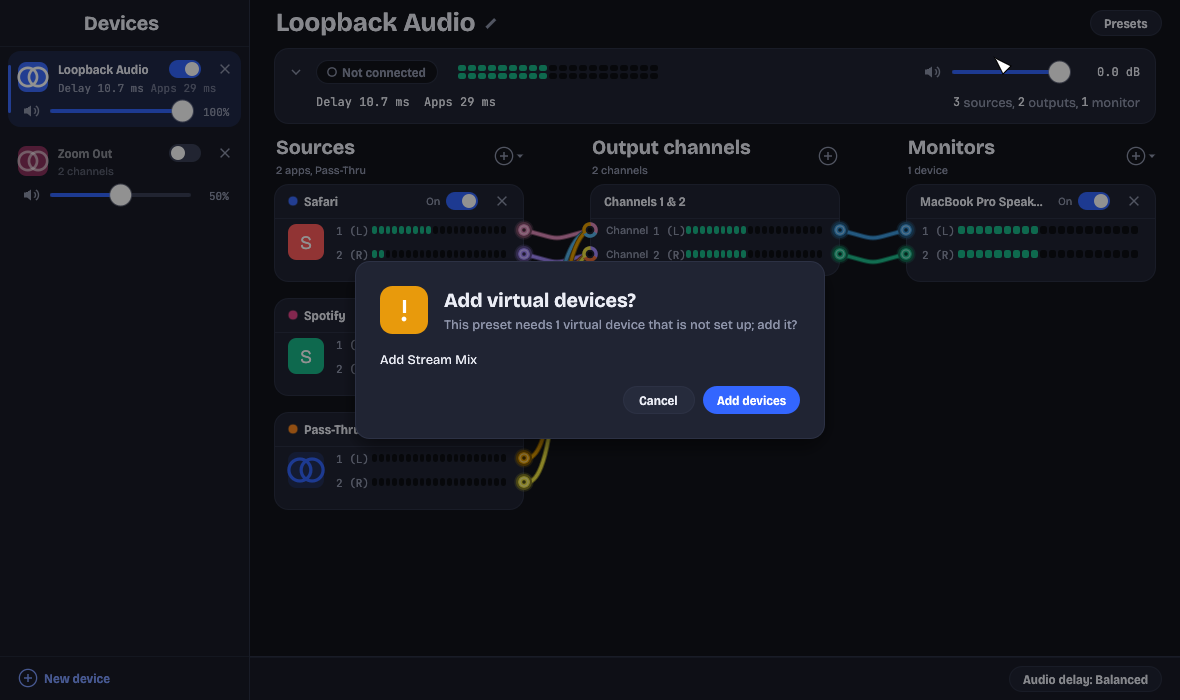 Devices
Loopback Audio
Delay 10.7 ms Apps 29 ms
100%
Zoom Out
2 channels
50%
New device
Loopback Audio
Presets
Not connected
0.0 dB
Delay 10.7 ms Apps 29 ms
3 sources, 2 outputs, 1 monitor
Sources
2 apps, Pass-Thru
Safari
On
S
1 (L)
2 (R)
Spotify
S
1 (
2 (
Pass-Thru
1 (L)
2 (R)
Output channels
2 channels
Channels 1 & 2
Channel 1 (L)
Channel 2 (R)
Monitors
1 device
MacBook Pro Speak...
On
1 (L)
2 (R)
!
Add virtual devices?
This preset needs 1 virtual device that is not set up; add it?
Add Stream Mix
Cancel
Add devices
Audio delay: Balanced